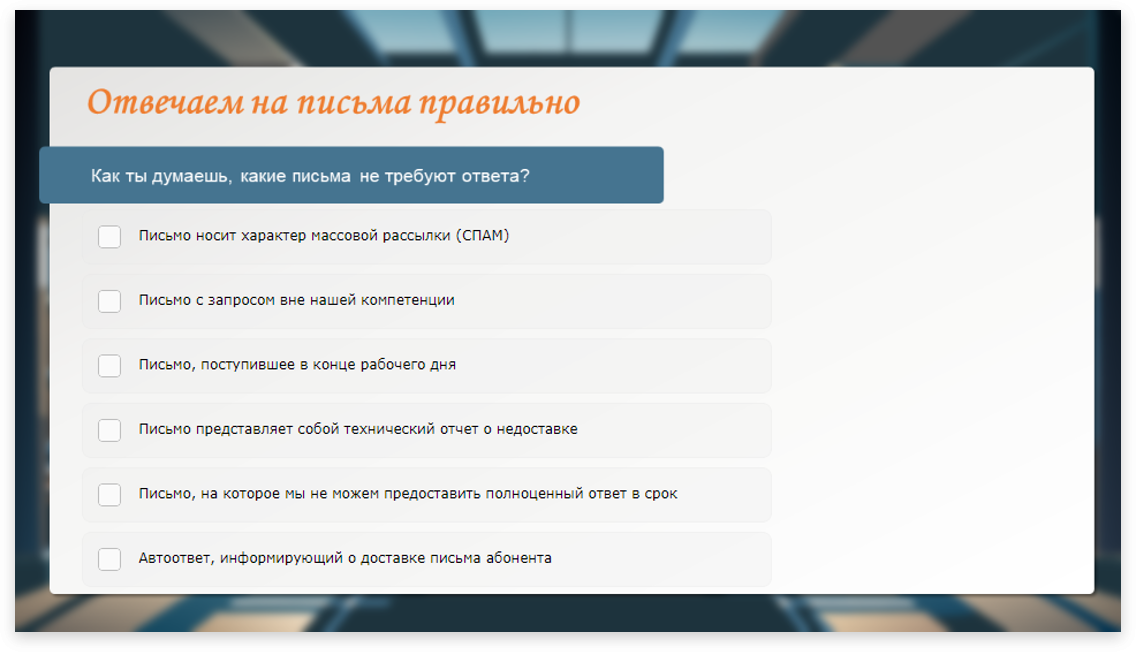 Отвечаем на письма правильно
Как ты думаешь, какие письма не требуют ответа?
Письмо носит характер массовой рассылки (СПАМ)
Письмо с запросом вне нашей компетенции
Письмо, поступившее в конце рабочего дня
Письмо представляет собой технический отчет о недоставке
Письмо, на которое мы не можем предоставить полноценный ответ в срок
Автоответ, информирующий о доставке письма абонента